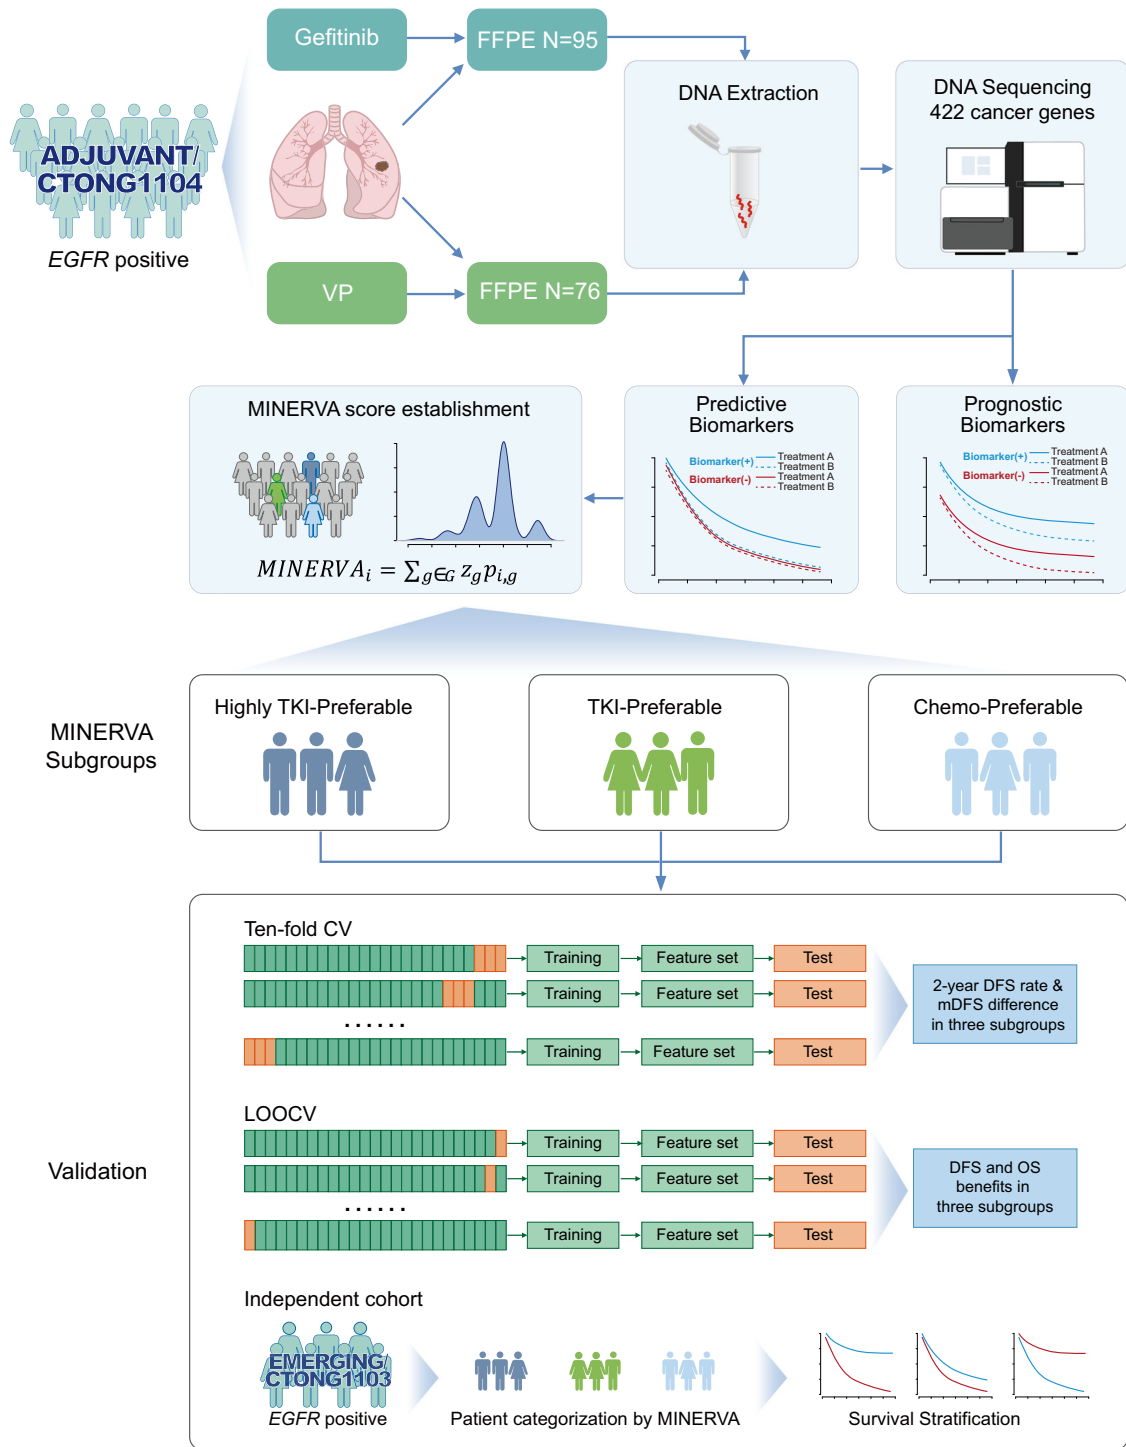 Gefitinib
FFPE N=95
DNA Extraction
DNA Sequencing
422 cancer genes
ADJUVANT/
CTONG1104
EGFR positive
VP
FFPE N=76
MINERVA score establishment
MINERVA_i = ∑_{g∈G} z_g p_{i,g}
Predictive
Biomarkers
Biomarker(+)
Treatment A
Treatment B
Biomarker(-)
Treatment A
Treatment B
Prognostic
Biomarkers
Biomarker(+)
Treatment A
Treatment B
Biomarker(-)
Treatment A
Treatment B
MINERVA
Subgroups
Highly TKI-Preferable
TKI-Preferable
Chemo-Preferable
Validation
Ten-fold CV
Training
Feature set
Test
Training
Feature set
Test
......
Training
Feature set
Test
2-year DFS rate &
mDFS difference
in three subgroups
LOOCV
Training
Feature set
Test
Training
Feature set
Test
......
Training
Feature set
Test
DFS and OS
benefits in
three subgroups
Independent cohort
EMERGING/
CTONG1103
EGFR positive
Patient categorization by MINERVA
Survival Stratification